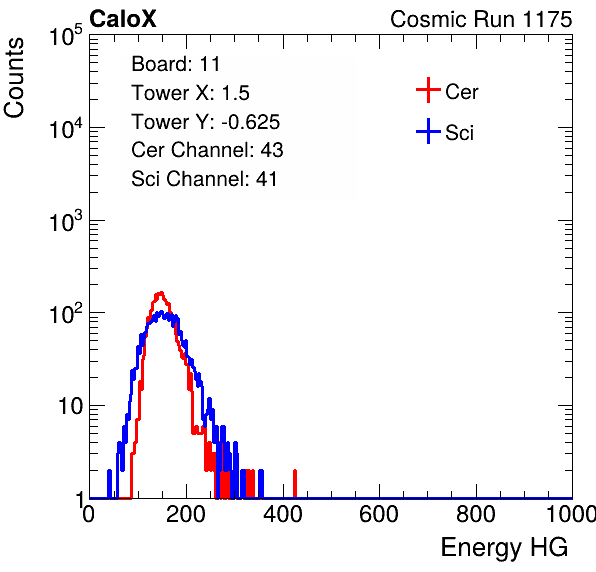 CaloX Cosmic Run 1175
Counts
10^5
10^4
10^3
10^2
10
1
Board: 11
Tower X: 1.5
Tower Y: -0.625
Cer Channel: 43
Sci Channel: 41
Cer
Sci
0 200 400 600 800 1000
Energy HG